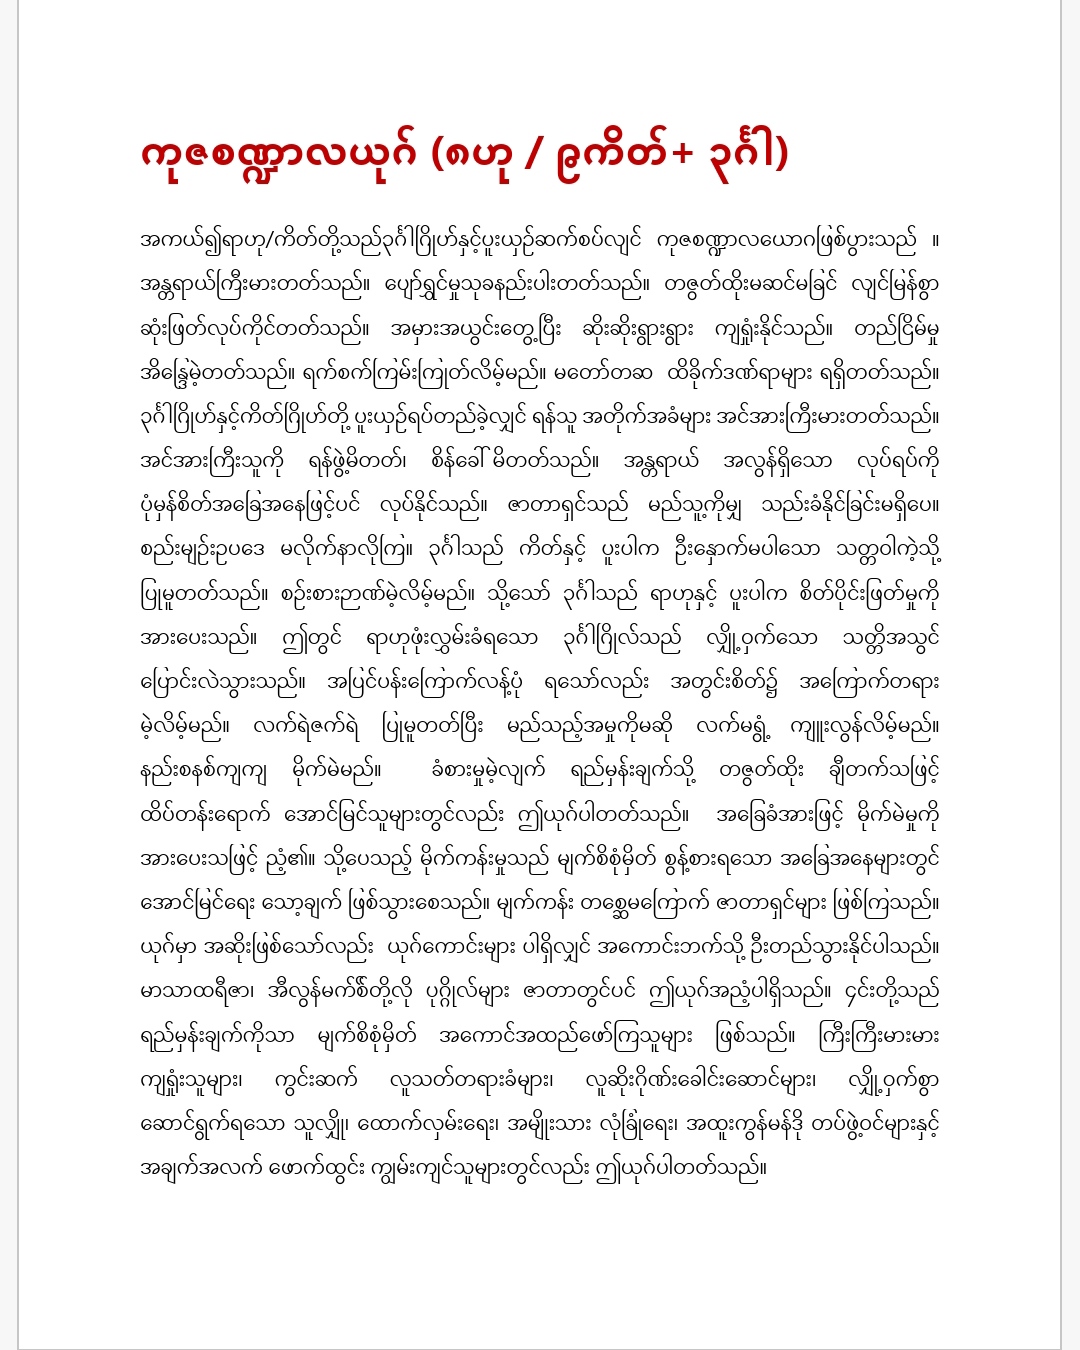 ကုဇစဏ္ဍာလယုဂ် (၈ဟု / ၉ကိတ်+ ၃င်္ဂါ)
အကယ်၍ရာဟု/ကိတ်တို့သည်၃င်္ဂါဂြိုဟ်နှင့်ပူးယှဉ်ဆက်စပ်လျင် ကုဇစဏ္ဍာလယောဂဖြစ်ပွားသည် ။
အန္တရာယ်ကြီးမားတတ်သည်။ ပျော်ရွှင်မှုသုခနည်းပါးတတ်သည်။ တဇွတ်ထိုးမဆင်မခြင် လျင်မြန်စွာ
ဆုံးဖြတ်လုပ်ကိုင်တတ်သည်။ အမှားအယွင်းတွေ့ပြီး ဆိုးဆိုးရွားရွား ကျရှုံးနိုင်သည်။ တည်ငြိမ်မှု
အိန္ဒြေမဲ့တတ်သည်။ ရက်စက်ကြမ်းကြုတ်လိမ့်မည်။ မတော်တဆ ထိခိုက်ဒဏ်ရာများ ရရှိတတ်သည်။
၃င်္ဂါဂြိုဟ်နှင့်ကိတ်ဂြိုဟ်တို့ ပူးယှဉ်ရပ်တည်ခဲ့လျှင် ရန်သူ အတိုက်အခံများ အင်အားကြီးမားတတ်သည်။
အင်အားကြီးသူကို ရန်ဖွဲ့မိတတ်၊ စိန်ခေါ်မိတတ်သည်။ အန္တရာယ် အလွန်ရှိသော လုပ်ရပ်ကို
ပုံမှန်စိတ်အခြေအနေဖြင့်ပင် လုပ်နိုင်သည်။ ဇာတာရှင်သည် မည်သူ့ကိုမျှ သည်းခံနိုင်ခြင်းမရှိပေ။
စည်းမျဉ်းဥပဒေ မလိုက်နာလိုကြ။ ၃င်္ဂါသည် ကိတ်နှင့် ပူးပါက ဦးနှောက်မပါသော သတ္တဝါကဲ့သို့
ပြုမူတတ်သည်။ စဉ်းစားဉာဏ်မဲ့လိမ့်မည်။ သို့သော် ၃င်္ဂါသည် ရာဟုနှင့် ပူးပါက စိတ်ပိုင်းဖြတ်မှုကို
အားပေးသည်။ ဤတွင် ရာဟုဖုံးလွှမ်းခံရသော ၃င်္ဂါဂြိုလ်သည် လျှို့ဝှက်သော သတ္တိအသွင်
ပြောင်းလဲသွားသည်။ အပြင်ပန်းကြောက်လန့်ပုံ ရသော်လည်း အတွင်းစိတ်၌ အကြောက်တရား
မဲ့လိမ့်မည်။ လက်ရဲဇက်ရဲ ပြုမူတတ်ပြီး မည်သည့်အမှုကိုမဆို လက်မရွံ့ ကျူးလွန်လိမ့်မည်။
နည်းစနစ်ကျကျ မိုက်မဲမည်။ ခံစားမှုမဲ့လျက် ရည်မှန်းချက်သို့ တဇွတ်ထိုး ချီတက်သဖြင့်
ထိပ်တန်းရောက် အောင်မြင်သူများတွင်လည်း ဤယုဂ်ပါတတ်သည်။ အခြေခံအားဖြင့် မိုက်မဲမှုကို
အားပေးသဖြင့် ညံ့၏။ သို့ပေသည့် မိုက်ကန်းမှုသည် မျက်စိစုံမှိတ် စွန့်စားရသော အခြေအနေများတွင်
အောင်မြင်ရေး သော့ချက် ဖြစ်သွားစေသည်။ မျက်ကန်း တစ္ဆေမကြောက် ဇာတာရှင်များ ဖြစ်ကြသည်။
ယုဂ်မှာ အဆိုးဖြစ်သော်လည်း ယုဂ်ကောင်းများ ပါရှိလျှင် အကောင်းဘက်သို့ ဦးတည်သွားနိုင်ပါသည်။
မာသာထရီဇာ၊ အီလွန်မက်စ်တို့လို ပုဂ္ဂိုလ်များ ဇာတာတွင်ပင် ဤယုဂ်အညံ့ပါရှိသည်။ ၄င်းတို့သည်
ရည်မှန်းချက်ကိုသာ မျက်စိစုံမှိတ် အကောင်အထည်ဖော်ကြသူများ ဖြစ်သည်။ ကြီးကြီးမားမား
ကျရှုံးသူများ၊ ကွင်းဆက် လူသတ်တရားခံများ၊ လူဆိုးဂိုဏ်းခေါင်းဆောင်များ၊ လျှို့ဝှက်စွာ
ဆောင်ရွက်ရသော သူလျှို၊ ထောက်လှမ်းရေး၊ အမျိုးသား လုံခြုံရေး၊ အထူးကွန်မန်ဒို တပ်ဖွဲ့ဝင်များနှင့်
အချက်အလက် ဖောက်ထွင်း ကျွမ်းကျင်သူများတွင်လည်း ဤယုဂ်ပါတတ်သည်။